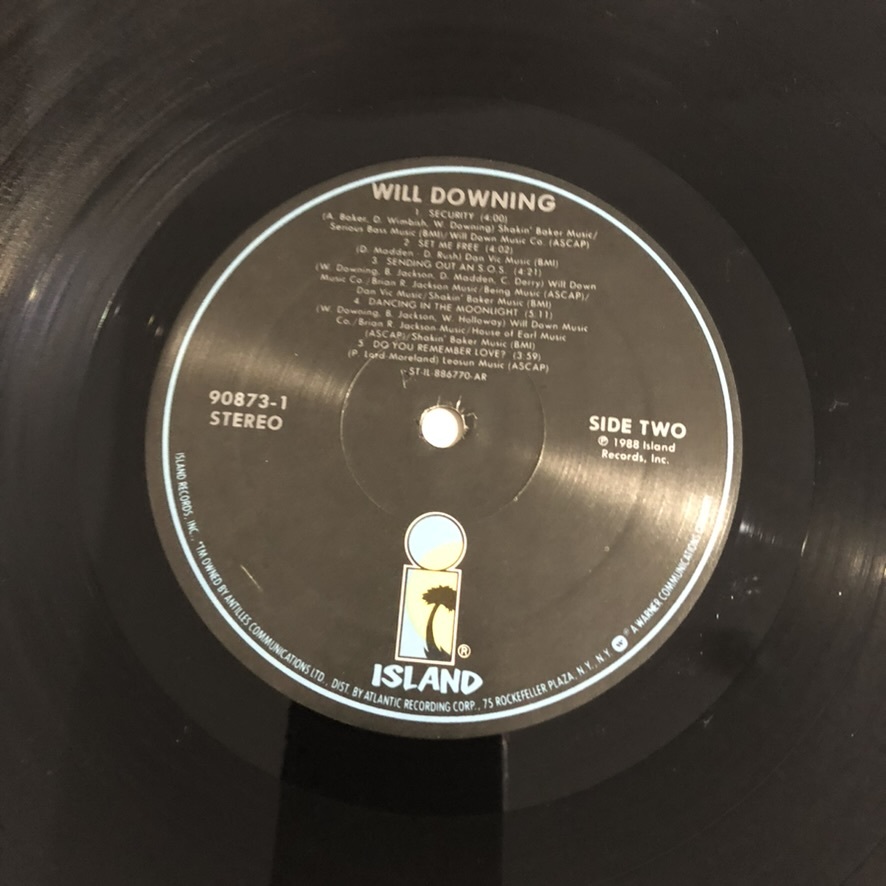 WILL DOWNING
1. SECURITY (4:00)
(A. Baker, D. Wimbish, W. Downing) Shakin' Baker Music/
Serious Bass Music (BMI)/Will Down Music Co. (ASCAP)
2. SET ME FREE (4:02)
(D. Madden - D. Rush) Dan Vic Music (BMI)
3. SENDING OUT AN S.O.S. (4:21)
(W. Downing, B. Jackson, D. Madden, C. Derry) Will Down
Music Co./Brian R. Jackson Music/Being Music (ASCAP)/
Dan Vic Music/Shakin' Baker Music (BMI)
4. DANCING IN THE MOONLIGHT (5:11)
(W. Downing, B. Jackson, W. Holloway) Will Down Music
Co./Brian R. Jackson Music/House of Earl Music
(ASCAP)/Shakin' Baker Music (BMI)
5. DO YOU REMEMBER LOVE? (3:59)
(P. Lord-Moreland) Leosun Music (ASCAP)
ST-IL-886770-AR
90873-1
STEREO
SIDE TWO
℗ 1988 Island
Records, Inc.
®
ISLAND
ISLAND RECORDS, INC., *TM OWNED BY ANTILLES COMMUNICATIONS LTD., DIST. BY ATLANTIC RECORDING CORP., 75 ROCKEFELLER PLAZA, N.Y., N.Y. ® A WARNER COMMUNICATIONS